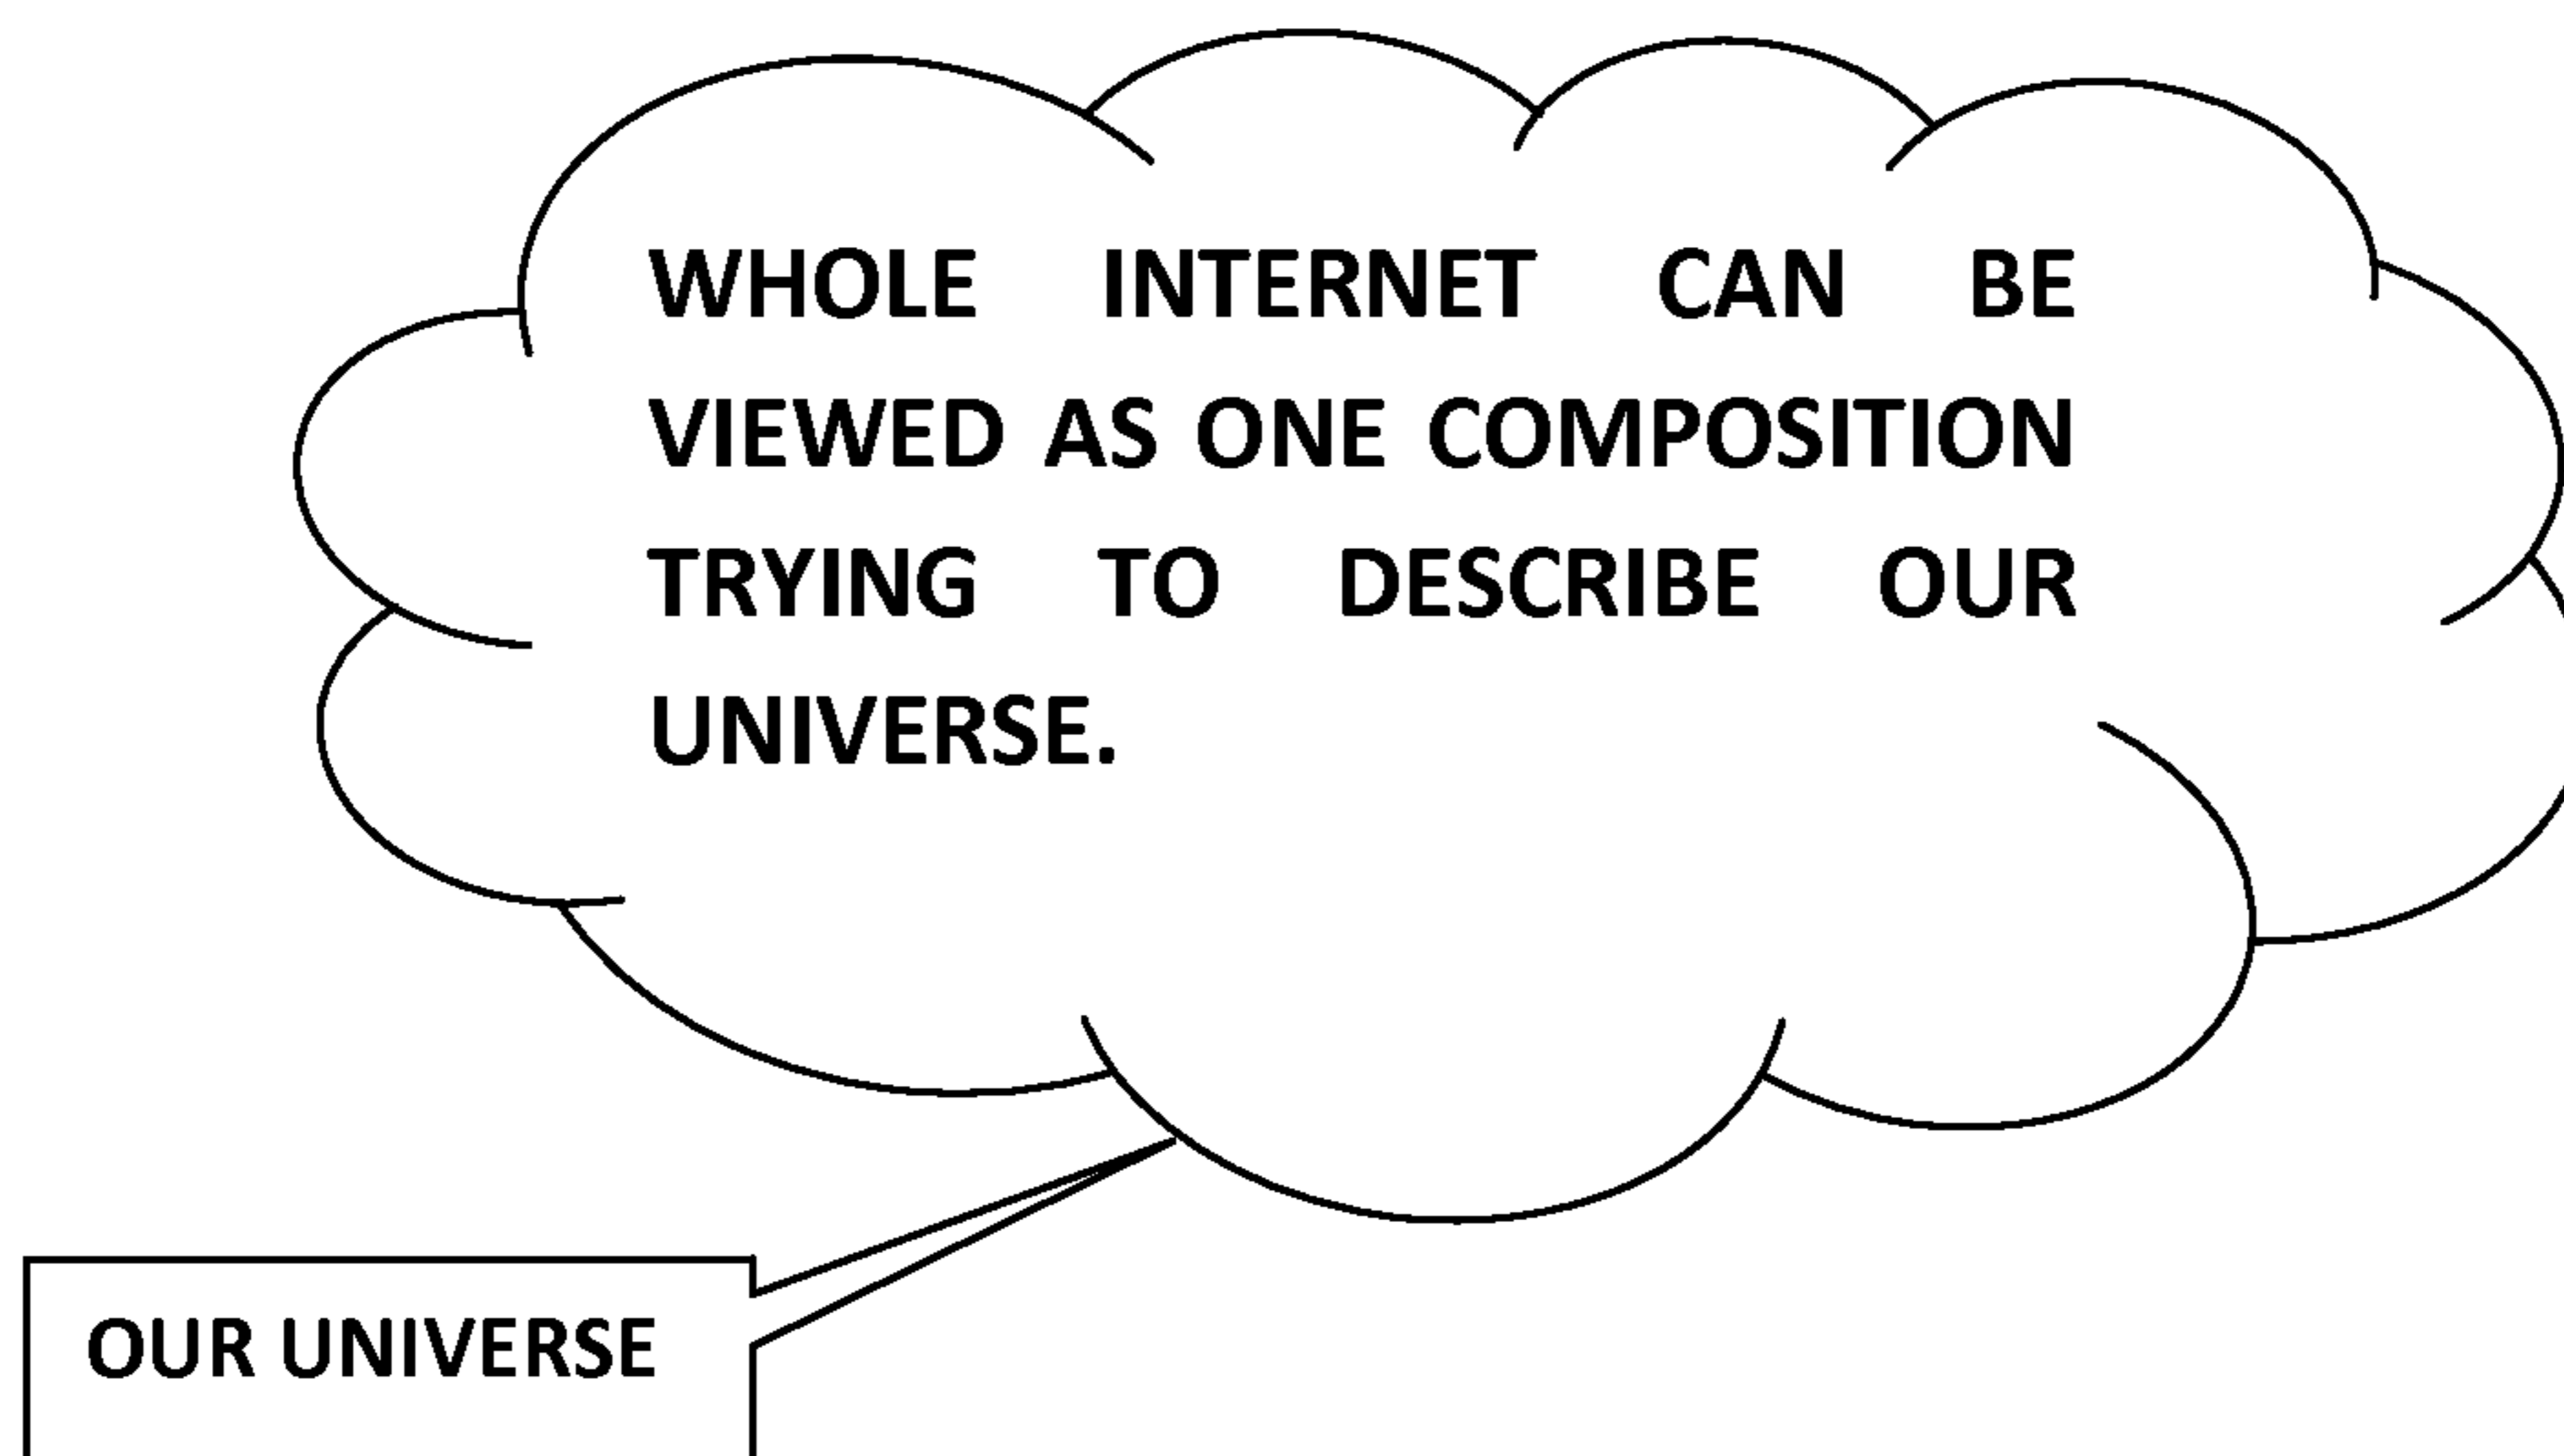 WHOLE INTERNET CAN BE
VIEWED AS ONE COMPOSITION
TRYING TO DESCRIBE OUR
UNIVERSE.
OUR UNIVERSE